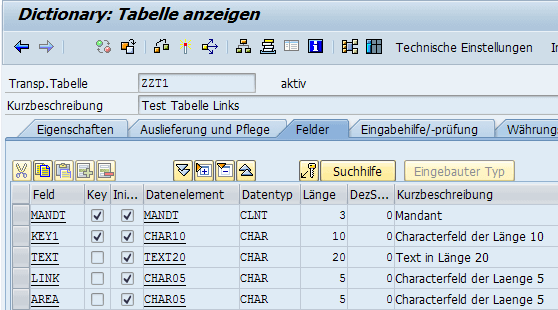 Dictionary: Tabelle anzeigen
Technische Einstellungen In
Transp.Tabelle ZZT1 aktiv
Kurzbeschreibung Test Tabelle Links
Eigenschaften Auslieferung und Pflege Felder Eingabehilfe/-prüfung Währungs
Suchhilfe Eingebauter Typ
Feld Key Ini... Datenelement Datentyp Länge DezS... Kurzbeschreibung
MANDT MANDT CLNT 3 0 Mandant
KEY1 CHAR10 CHAR 10 0 Characterfeld der Länge 10
TEXT TEXT20 CHAR 20 0 Text in Länge 20
LINK CHAR05 CHAR 5 0 Characterfeld der Laenge 5
AREA CHAR05 CHAR 5 0 Characterfeld der Laenge 5